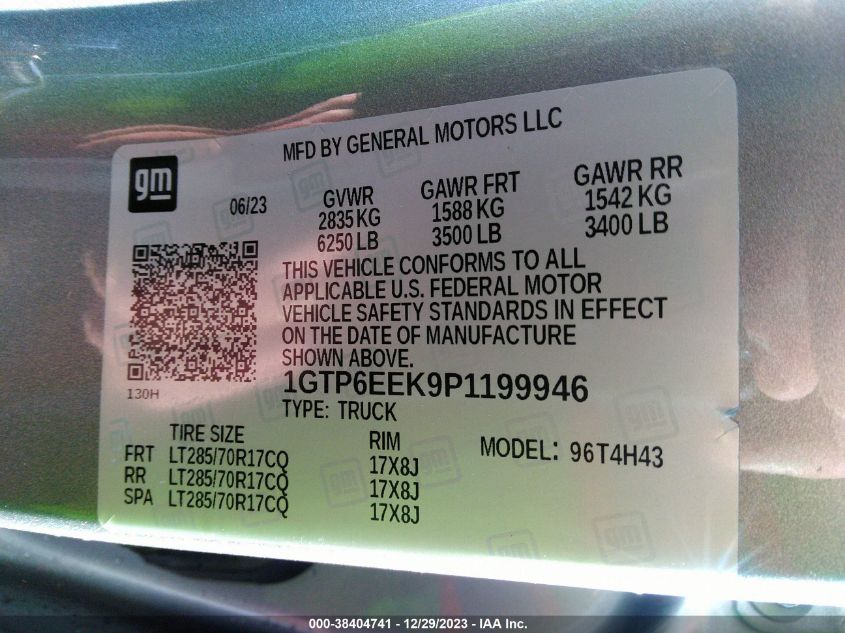 MFD BY GENERAL MOTORS LLC
gm
06/23
GVWR GAWR FRT GAWR RR
2835 KG 1588 KG 1542 KG
6250 LB 3500 LB 3400 LB
THIS VEHICLE CONFORMS TO ALL
APPLICABLE U.S. FEDERAL MOTOR
VEHICLE SAFETY STANDARDS IN EFFECT
ON THE DATE OF MANUFACTURE
SHOWN ABOVE.
130H
1GTP6EEK9P1199946
TYPE: TRUCK
TIRE SIZE RIM MODEL: 96T4H43
FRT LT285/70R17CQ 17X8J
RR LT285/70R17CQ 17X8J
SPA LT285/70R17CQ 17X8J
000-38404741 - 12/29/2023 - IAA Inc.